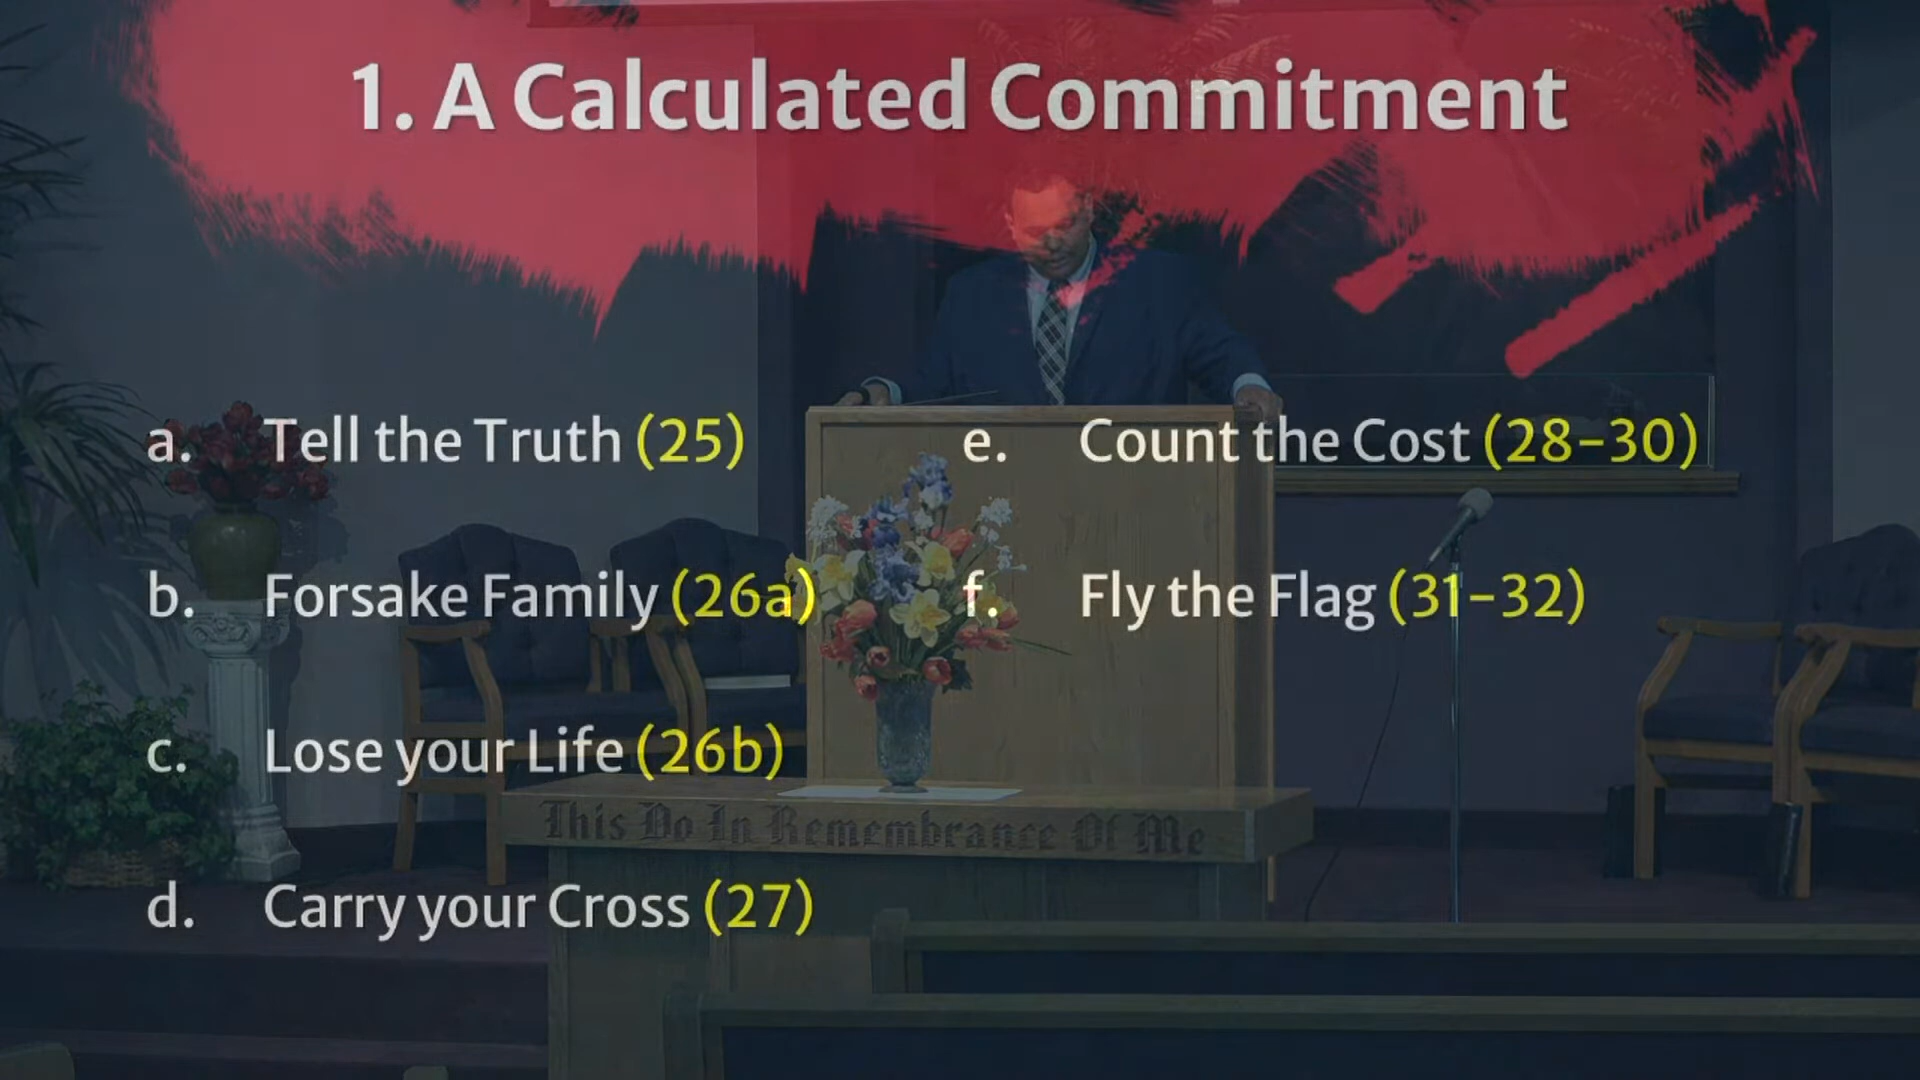 1. A Calculated Commitment
a. Tell the Truth (25)
b. Forsake Family (26a)
c. Lose your Life (26b)
d. Carry your Cross (27)
e. Count the Cost (28-30)
f. Fly the Flag (31-32)
This Do In Remembrance Of Me